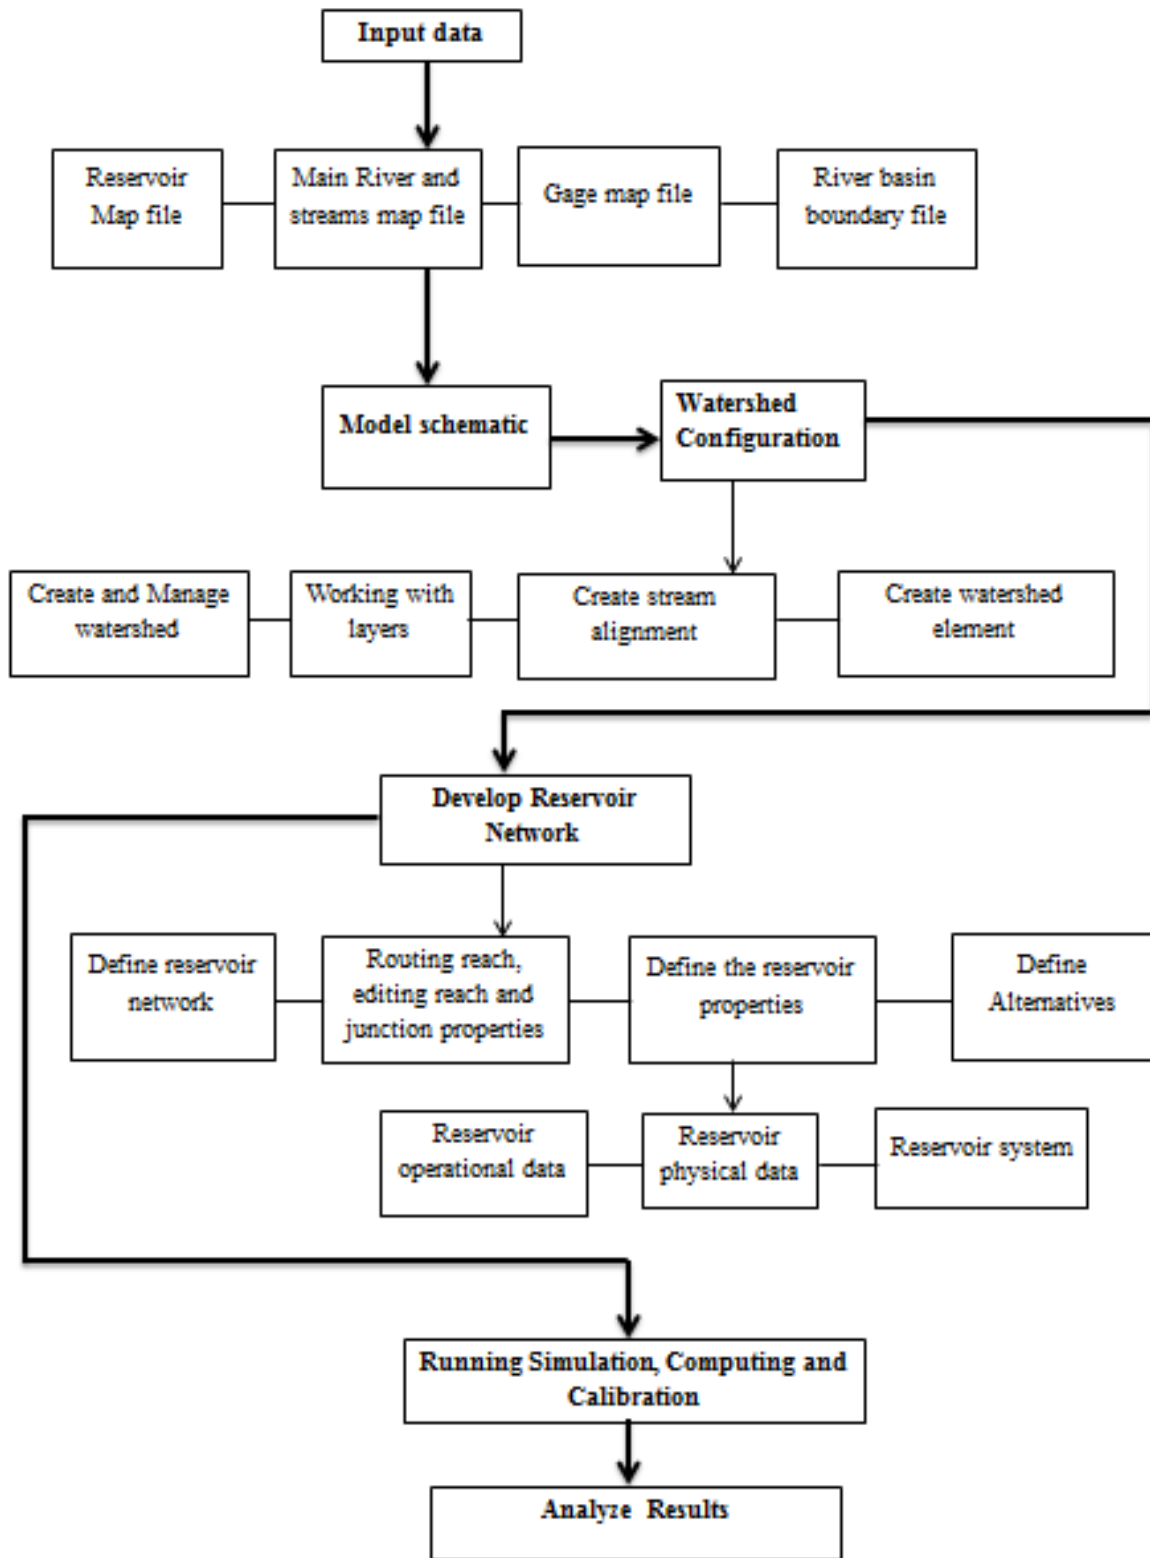 Input data
Reservoir
Map file
Main River and
streams map file
Gage map file
River basin
boundary file
Model schematic
Watershed
Configuration
Create and Manage
watershed
Working with
layers
Create stream
alignment
Create watershed
element
Develop Reservoir
Network
Define reservoir
network
Routing reach,
editing reach and
junction properties
Define the reservoir
properties
Define
Alternatives
Reservoir
operational data
Reservoir
physical data
Reservoir system
Running Simulation, Computing and
Calibration
Analyze Results